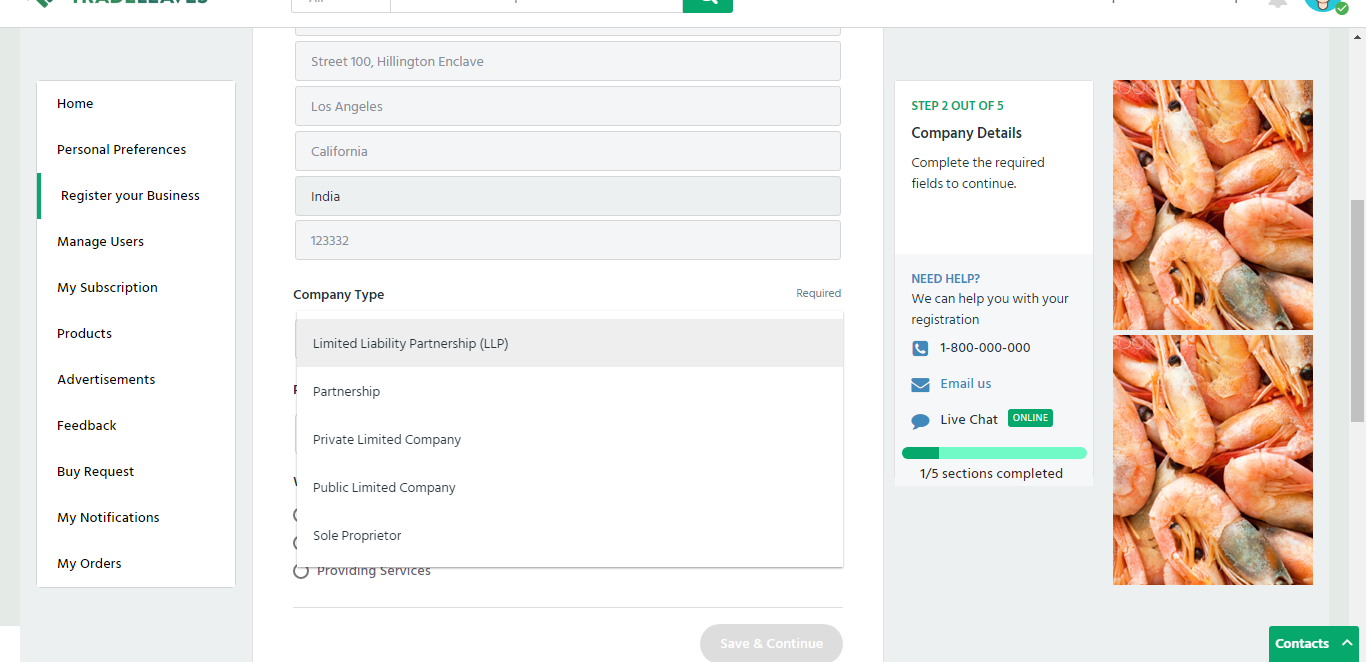 Home
Personal Preferences
Register your Business
Manage Users
My Subscription
Products
Advertisements
Feedback
Buy Request
My Notifications
My Orders
Street 100, Hillington Enclave
Los Angeles
California
India
123332
Company Type
Required
Limited Liability Partnership (LLP)
Partnership
Private Limited Company
Public Limited Company
Sole Proprietor
Providing Services
Save & Continue
STEP 2 OUT OF 5
Company Details
Complete the required
fields to continue.
NEED HELP?
We can help you with your
registration
1-800-000-000
Email us
Live Chat
ONLINE
1/5 sections completed
Contacts